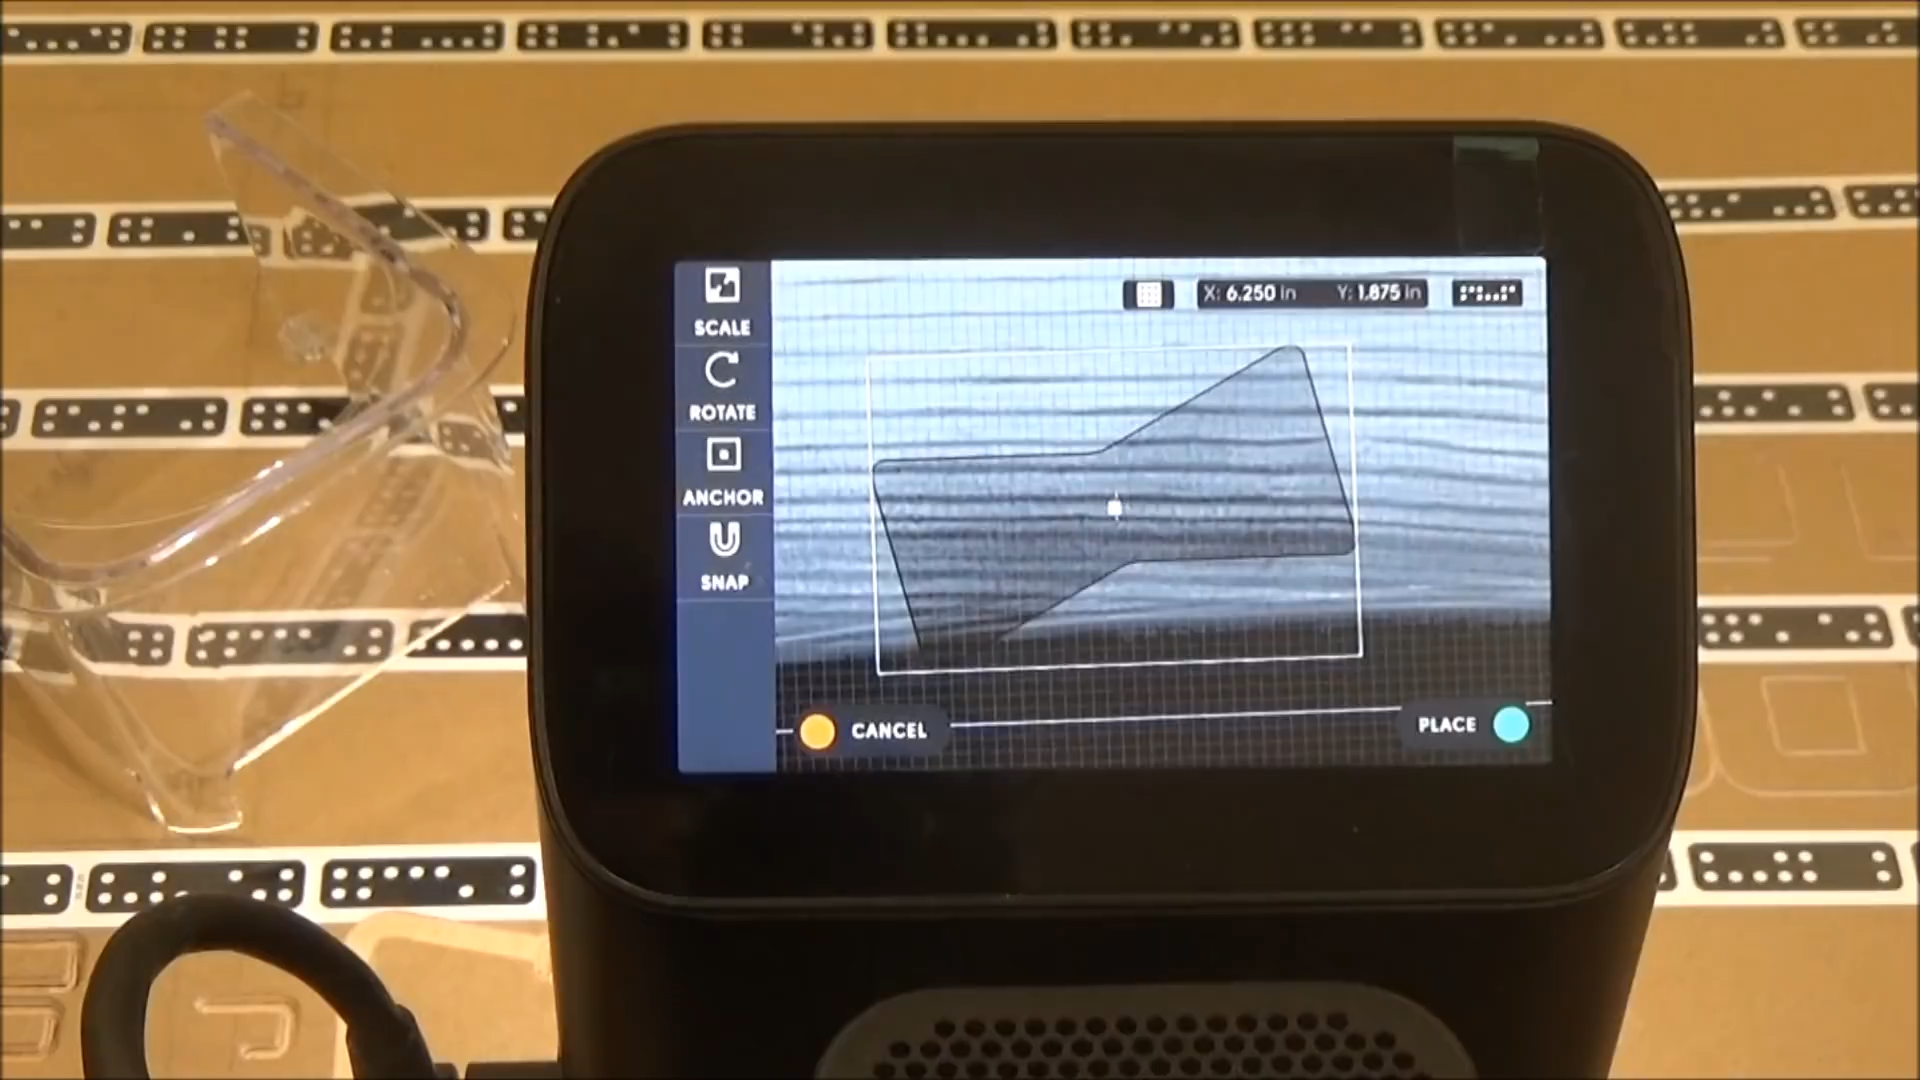 X: 6.250 in Y: 1.875 in
SCALE
ROTATE
ANCHOR
SNAP
CANCEL
PLACE